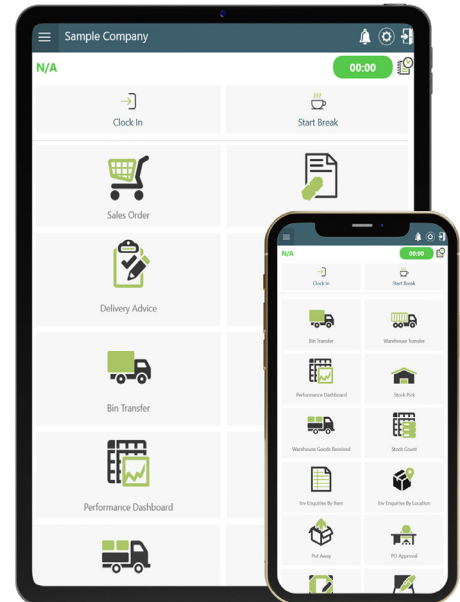 Sample Company
N/A
00:00
Clock In
Start Break
Sales Order
Delivery Advice
Bin Transfer
Performance Dashboard
N/A
00:00
Clock In
Start Break
Bin Transfer
Warehouse Transfer
Performance Dashboard
Stock Pick
Warehouse Goods Received
Stock Count
Inv Enquiries By Item
Inv Enquiries By Location
Put Away
PO Approval